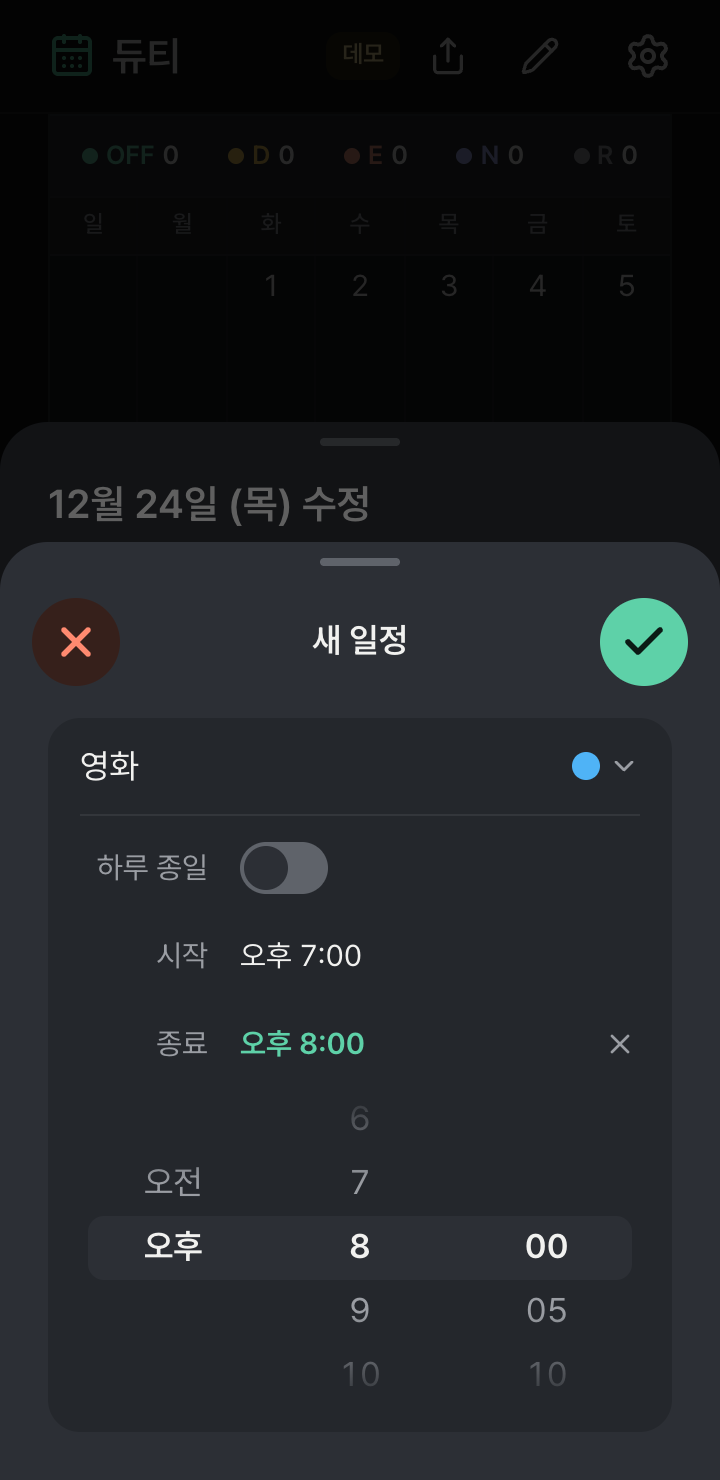 듀티 데모
OFF 0 D 0 E 0 N 0 R 0
일 월 화 수 목 금 토
1 2 3 4 5
12월 24일 (목) 수정
새 일정
영화
하루 종일
시작 오후 7:00
종료 오후 8:00
6
오전 7
오후 8 00
9 05
10 10